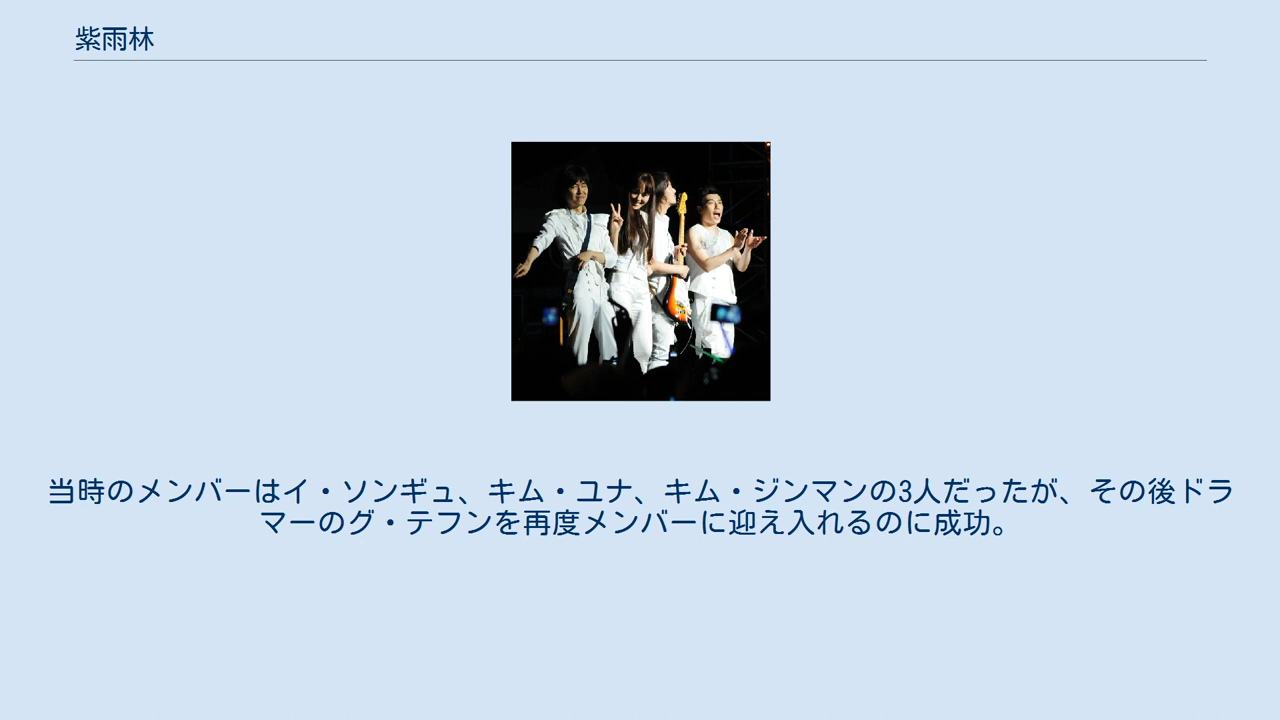 紫雨林
当時のメンバーはイ・ソンギュ、キム・ユナ、キム・ジンマンの3人だったが、その後ドラ
マーのグ・テフンを再度メンバーに迎え入れるのに成功。